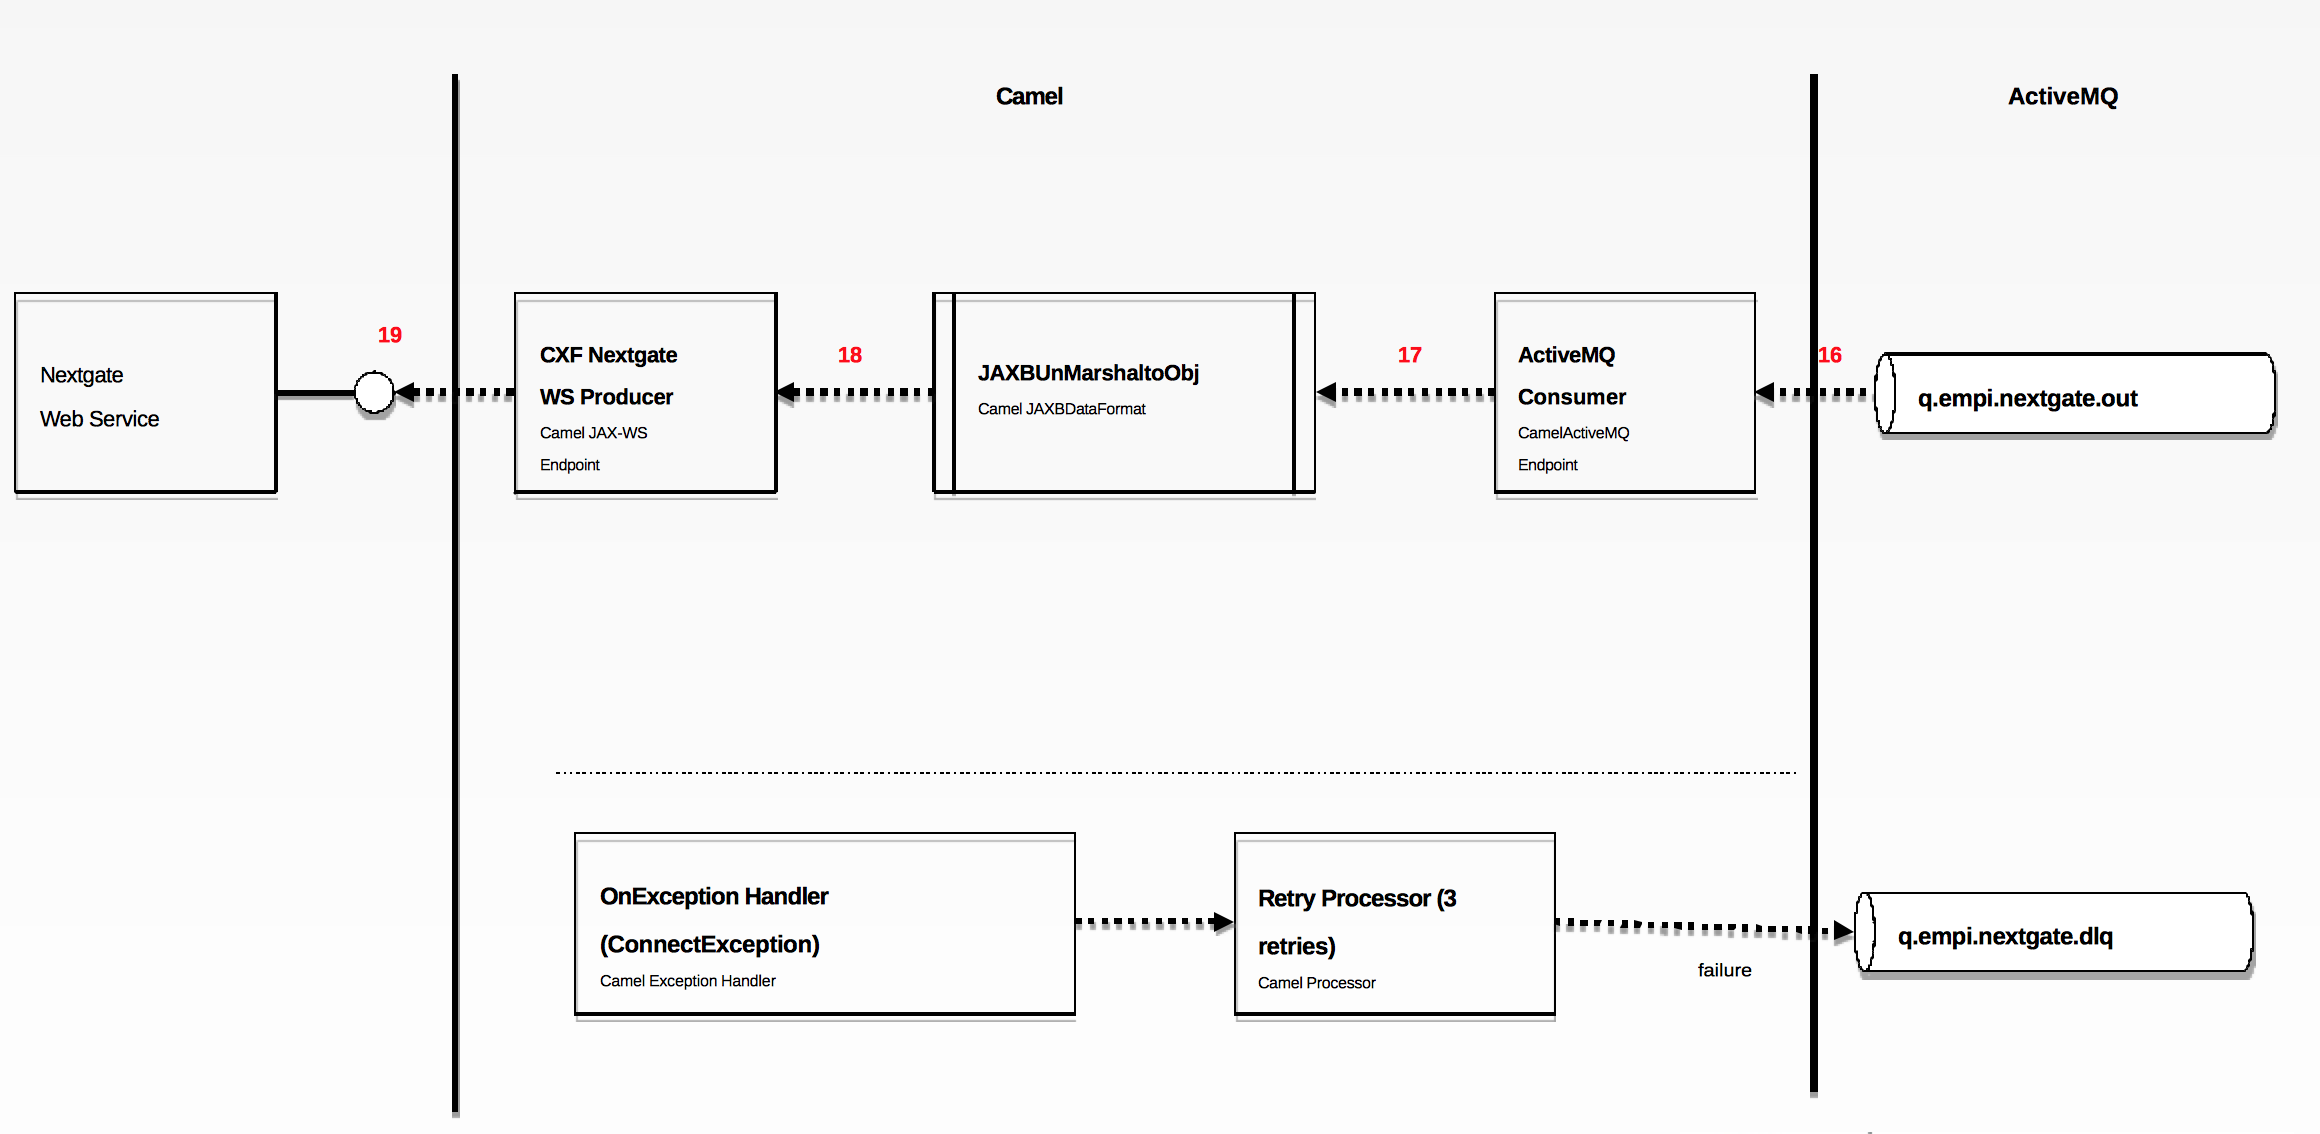 Camel
ActiveMQ
19
18
17
16
Nextgate
Web Service
CXF Nextgate
WS Producer
Camel JAX-WS
Endpoint
JAXBUnMarshaltoObj
Camel JAXBDataFormat
ActiveMQ
Consumer
CamelActiveMQ
Endpoint
q.empi.nextgate.out
OnException Handler
(ConnectException)
Camel Exception Handler
Retry Processor (3
retries)
Camel Processor
failure
q.empi.nextgate.dlq